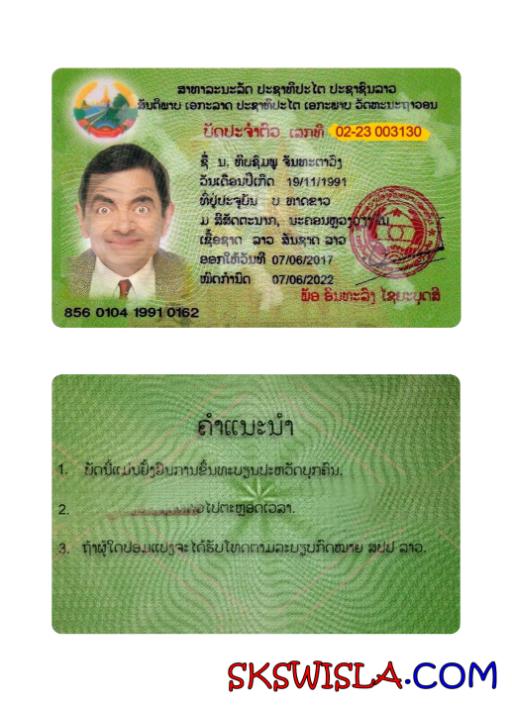 ສາທາລະນະລັດ ປະຊາທິປະໄຕ ປະຊາຊົນລາວ
ສັນຕິພາບ ເອກະລາດ ປະຊາທິປະໄຕ ເອກະພາບ ວັດທະນະຖາວອນ
ບັດປະຈຳຕົວ ເລກທີ 02-23 003130
ຊື່ ນ, ທິບຊົມພູ ຈັນທະດາວົງ
ວັນເດືອນປີເກີດ 19/11/1991
ທີ່ຢູ່ປະຈຸບັນ ບ ທາດຂາວ
ມ ສີສັດຕະນາກ, ນະຄອນຫຼວງ
ເຊື້ອຊາດ ລາວ ສັນຊາດ ລາວ
ອອກໃຫ້ວັນທີ 07/06/2017
ໝົດກຳນົດ 07/06/2022
ພັອ ອິນທະລັງ ໄຊຍະບຸດສີ
856 0104 1991 0162
ຄຳແນະນຳ
1. ບັດນີ້ແມ່ນຢັ້ງຢືນການຂຶ້ນທະບຽນປະຫວັດບຸກຄົນ.
2. ໄປຕະຫຼອດເວລາ.
3. ຖ້າຜູ້ໃດປອມແປງຈະໄດ້ຮັບໂທດຕາມລະບຽບກົດໝາຍ ສປປ ລາວ.
SKSWISLA.COM